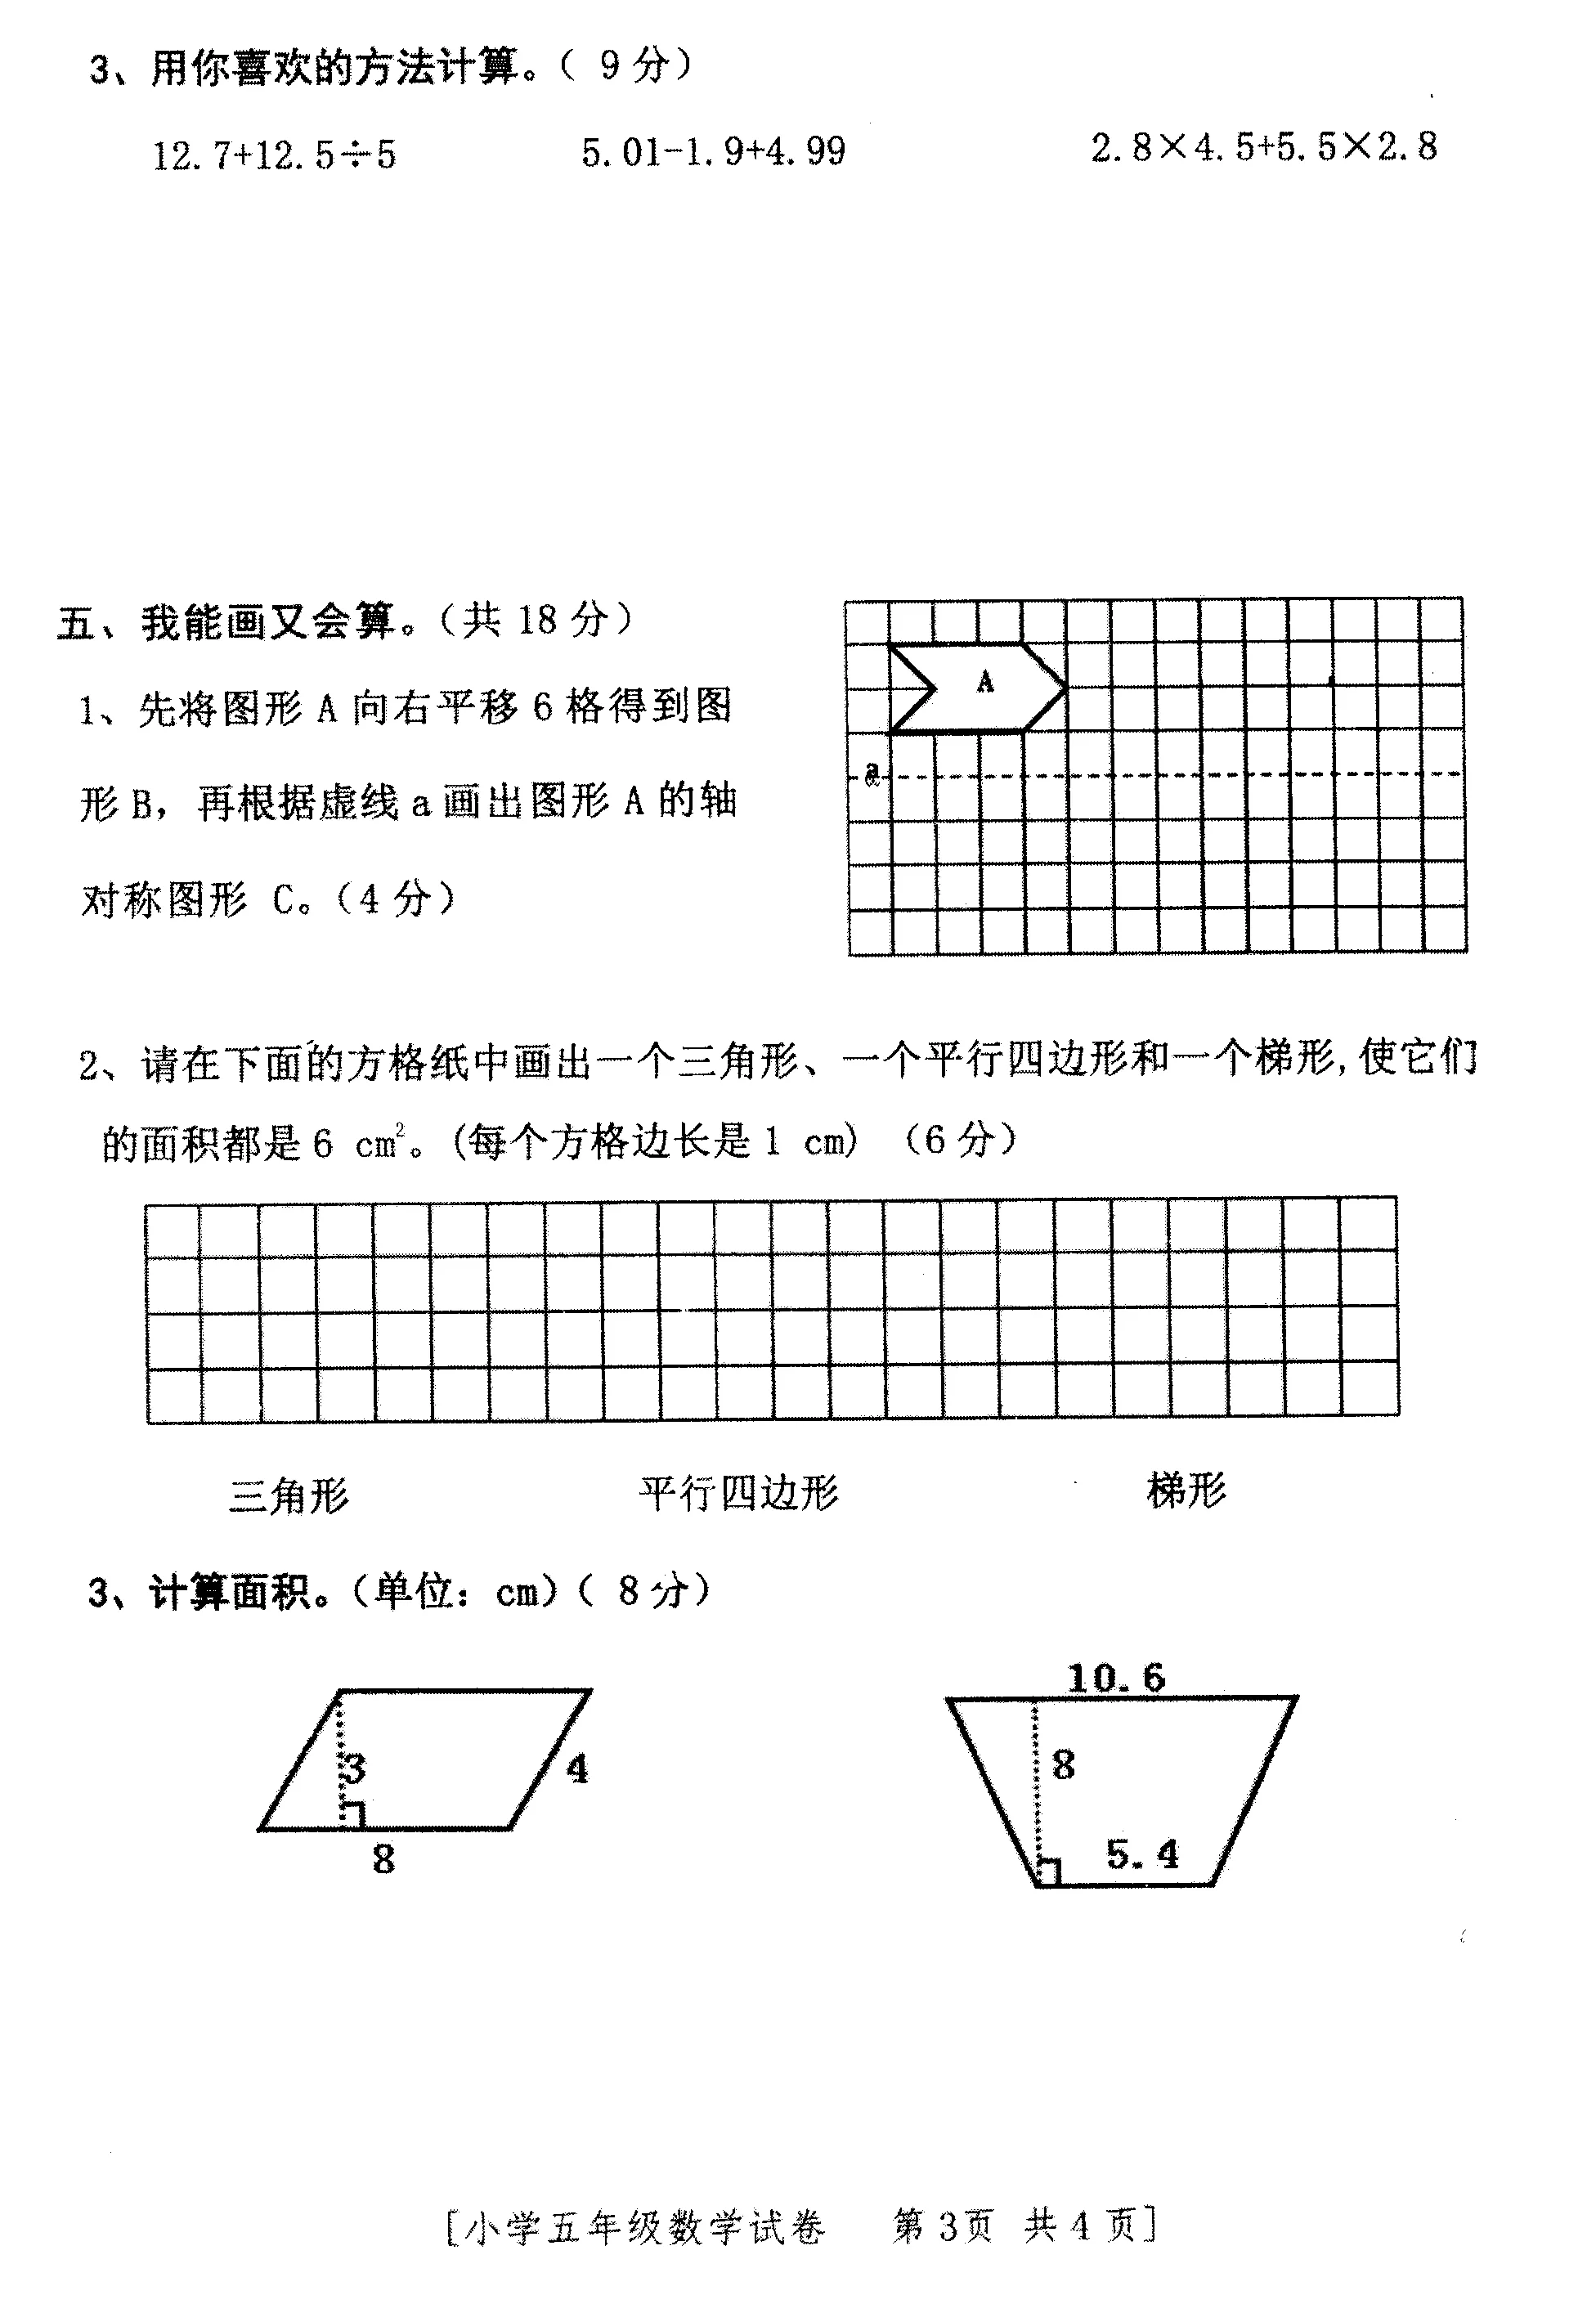 3、用你喜欢的方法计算。( 9分)
12.7+12.5÷5 5.01-1.9+4.99 2.8×4.5+5.5×2.8
五、我能画又会算。(共18分)
1、先将图形A向右平移6格得到图
形B，再根据虚线a画出图形A的轴
对称图形 C。(4分)
A
a
2、请在下面的方格纸中画出一个三角形、一个平行四边形和一个梯形,使它们
的面积都是6 cm²。(每个方格边长是1 cm) (6分)
三角形 平行四边形 梯形
3、计算面积。(单位：cm)( 8分)
3 4
8
10.6
8
5.4
[小学五年级数学试卷 第3页 共4页]